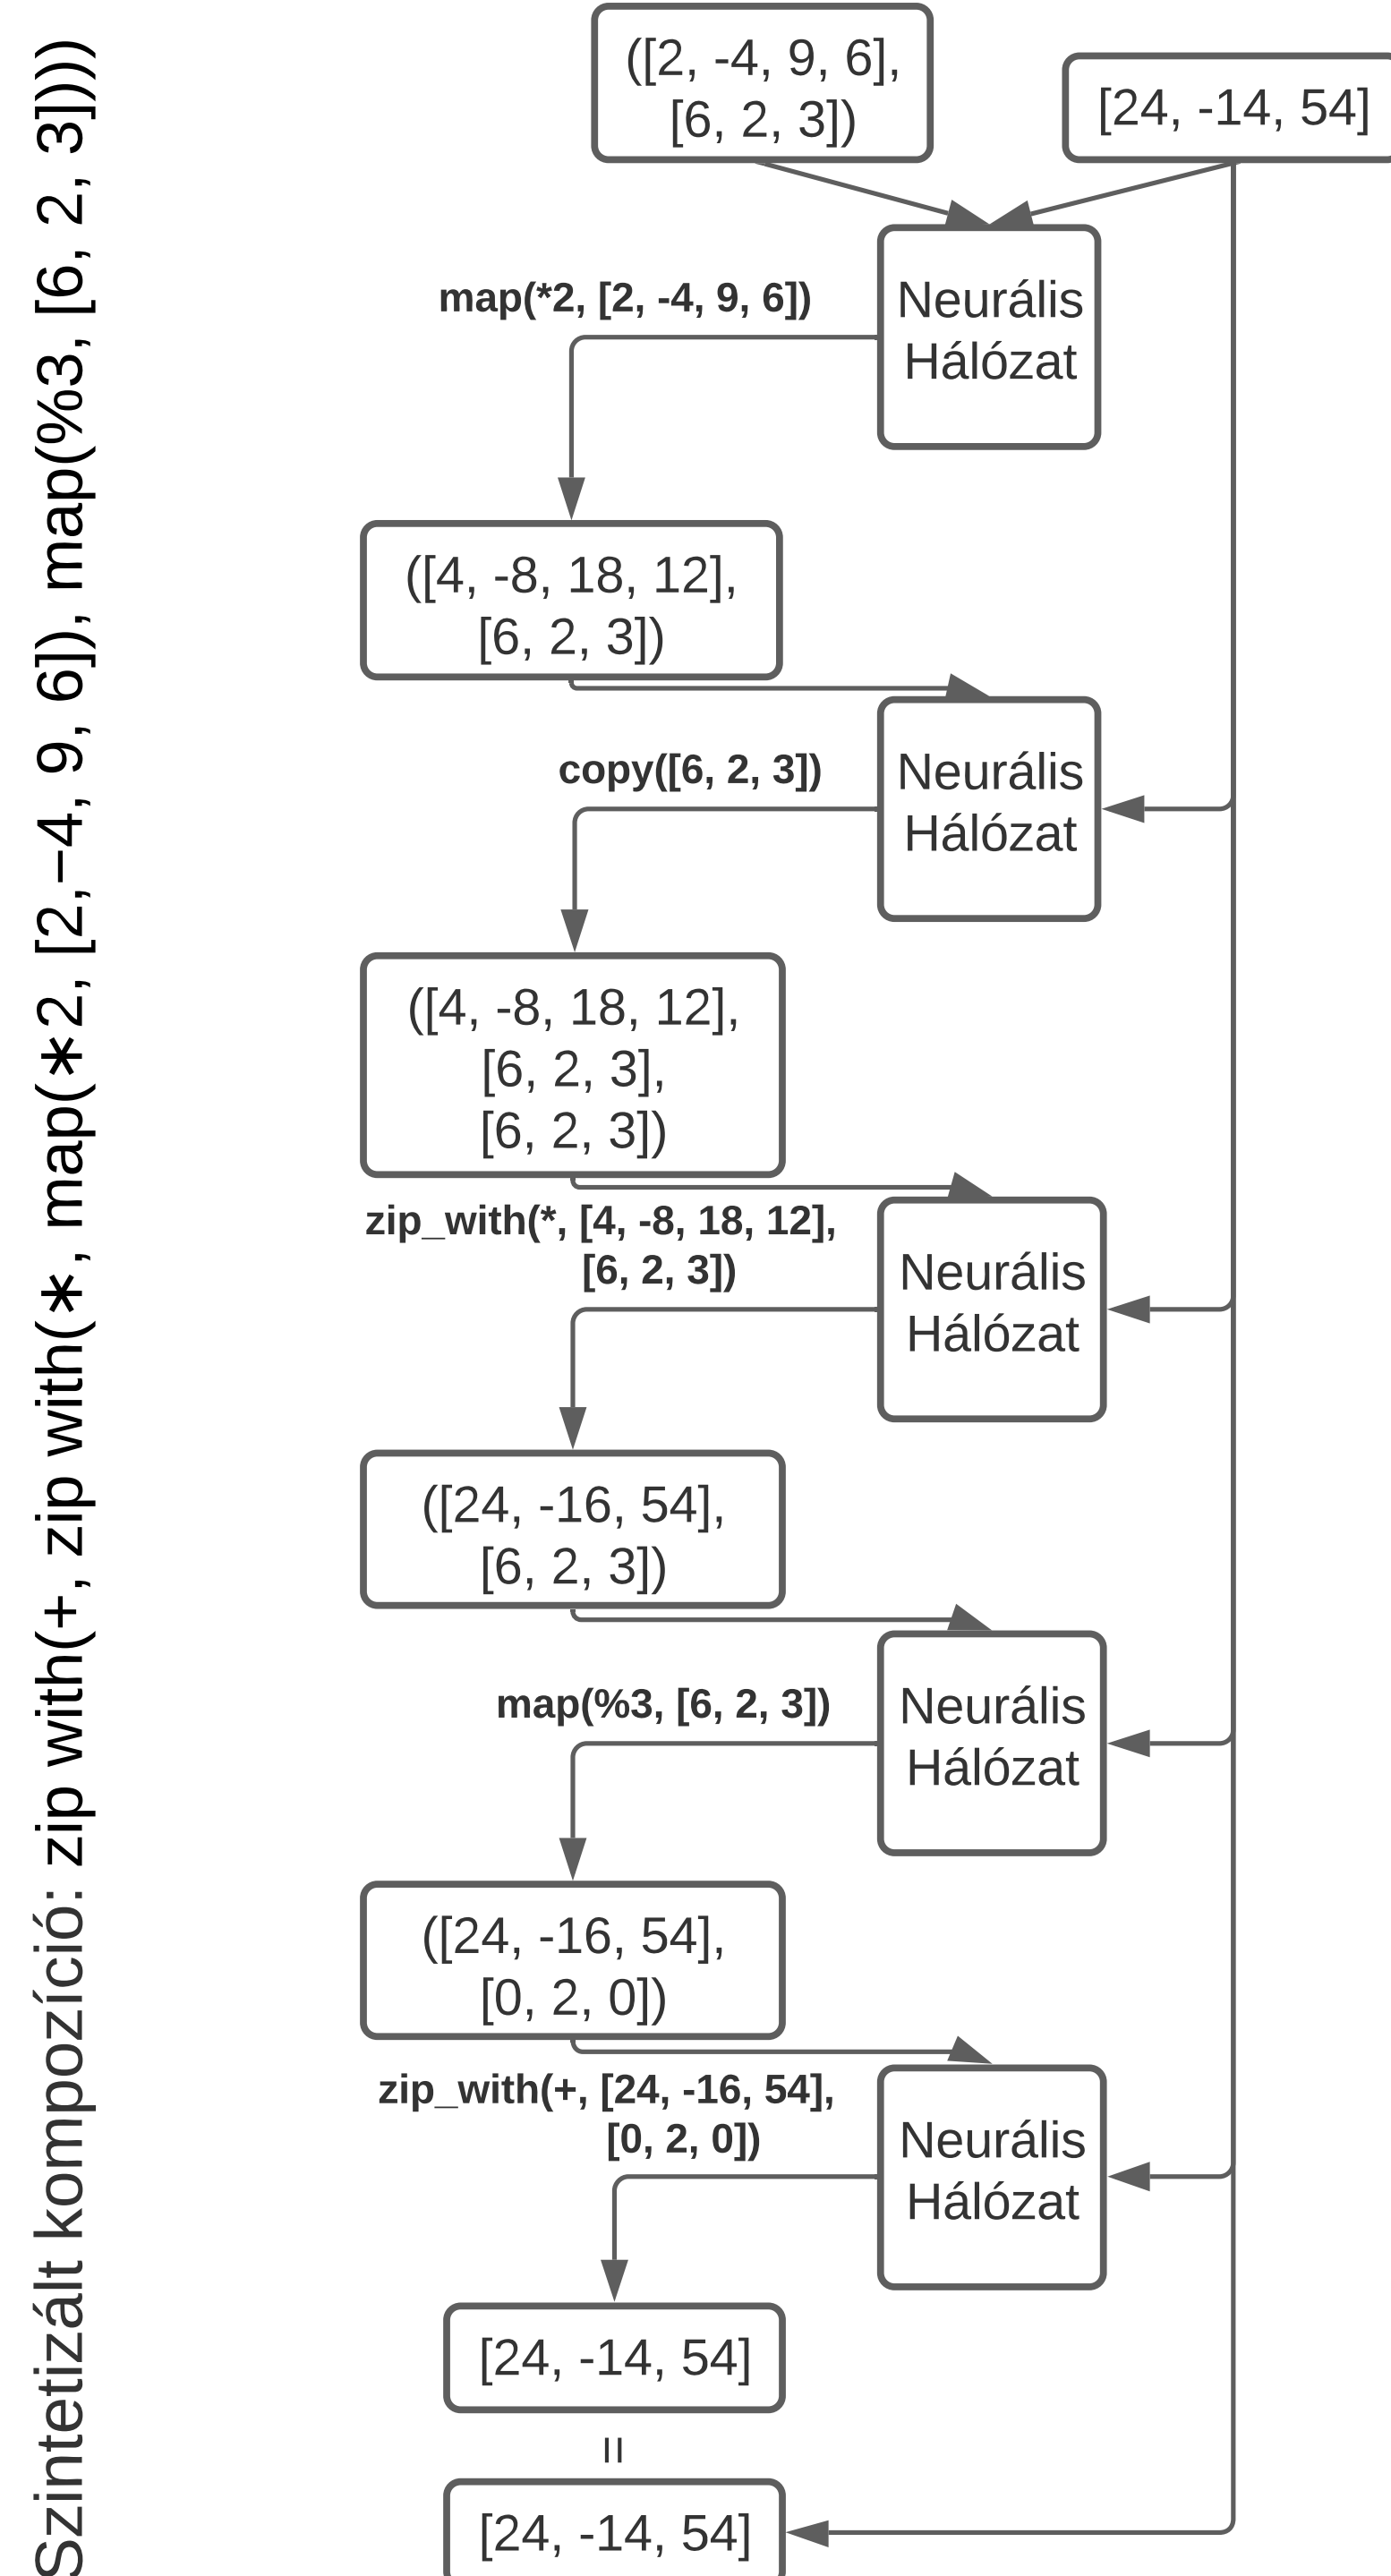 ([2, -4, 9, 6],
[6, 2, 3])
[24, -14, 54]
Neurális
Hálózat
map(*2, [2, -4, 9, 6])
([4, -8, 18, 12],
[6, 2, 3])
Neurális
Hálózat
copy([6, 2, 3])
([4, -8, 18, 12],
[6, 2, 3],
[6, 2, 3])
zip_with(*, [4, -8, 18, 12],
[6, 2, 3])
Neurális
Hálózat
([24, -16, 54],
[6, 2, 3])
map(%3, [6, 2, 3])
Neurális
Hálózat
([24, -16, 54],
[0, 2, 0])
zip_with(+, [24, -16, 54],
[0, 2, 0])
Neurális
Hálózat
[24, -14, 54]
=
[24, -14, 54]
Szintetizált kompozíció: zip with(+, zip with(∗, map(∗2, [2,−4, 9, 6]), map(%3, [6, 2, 3])))